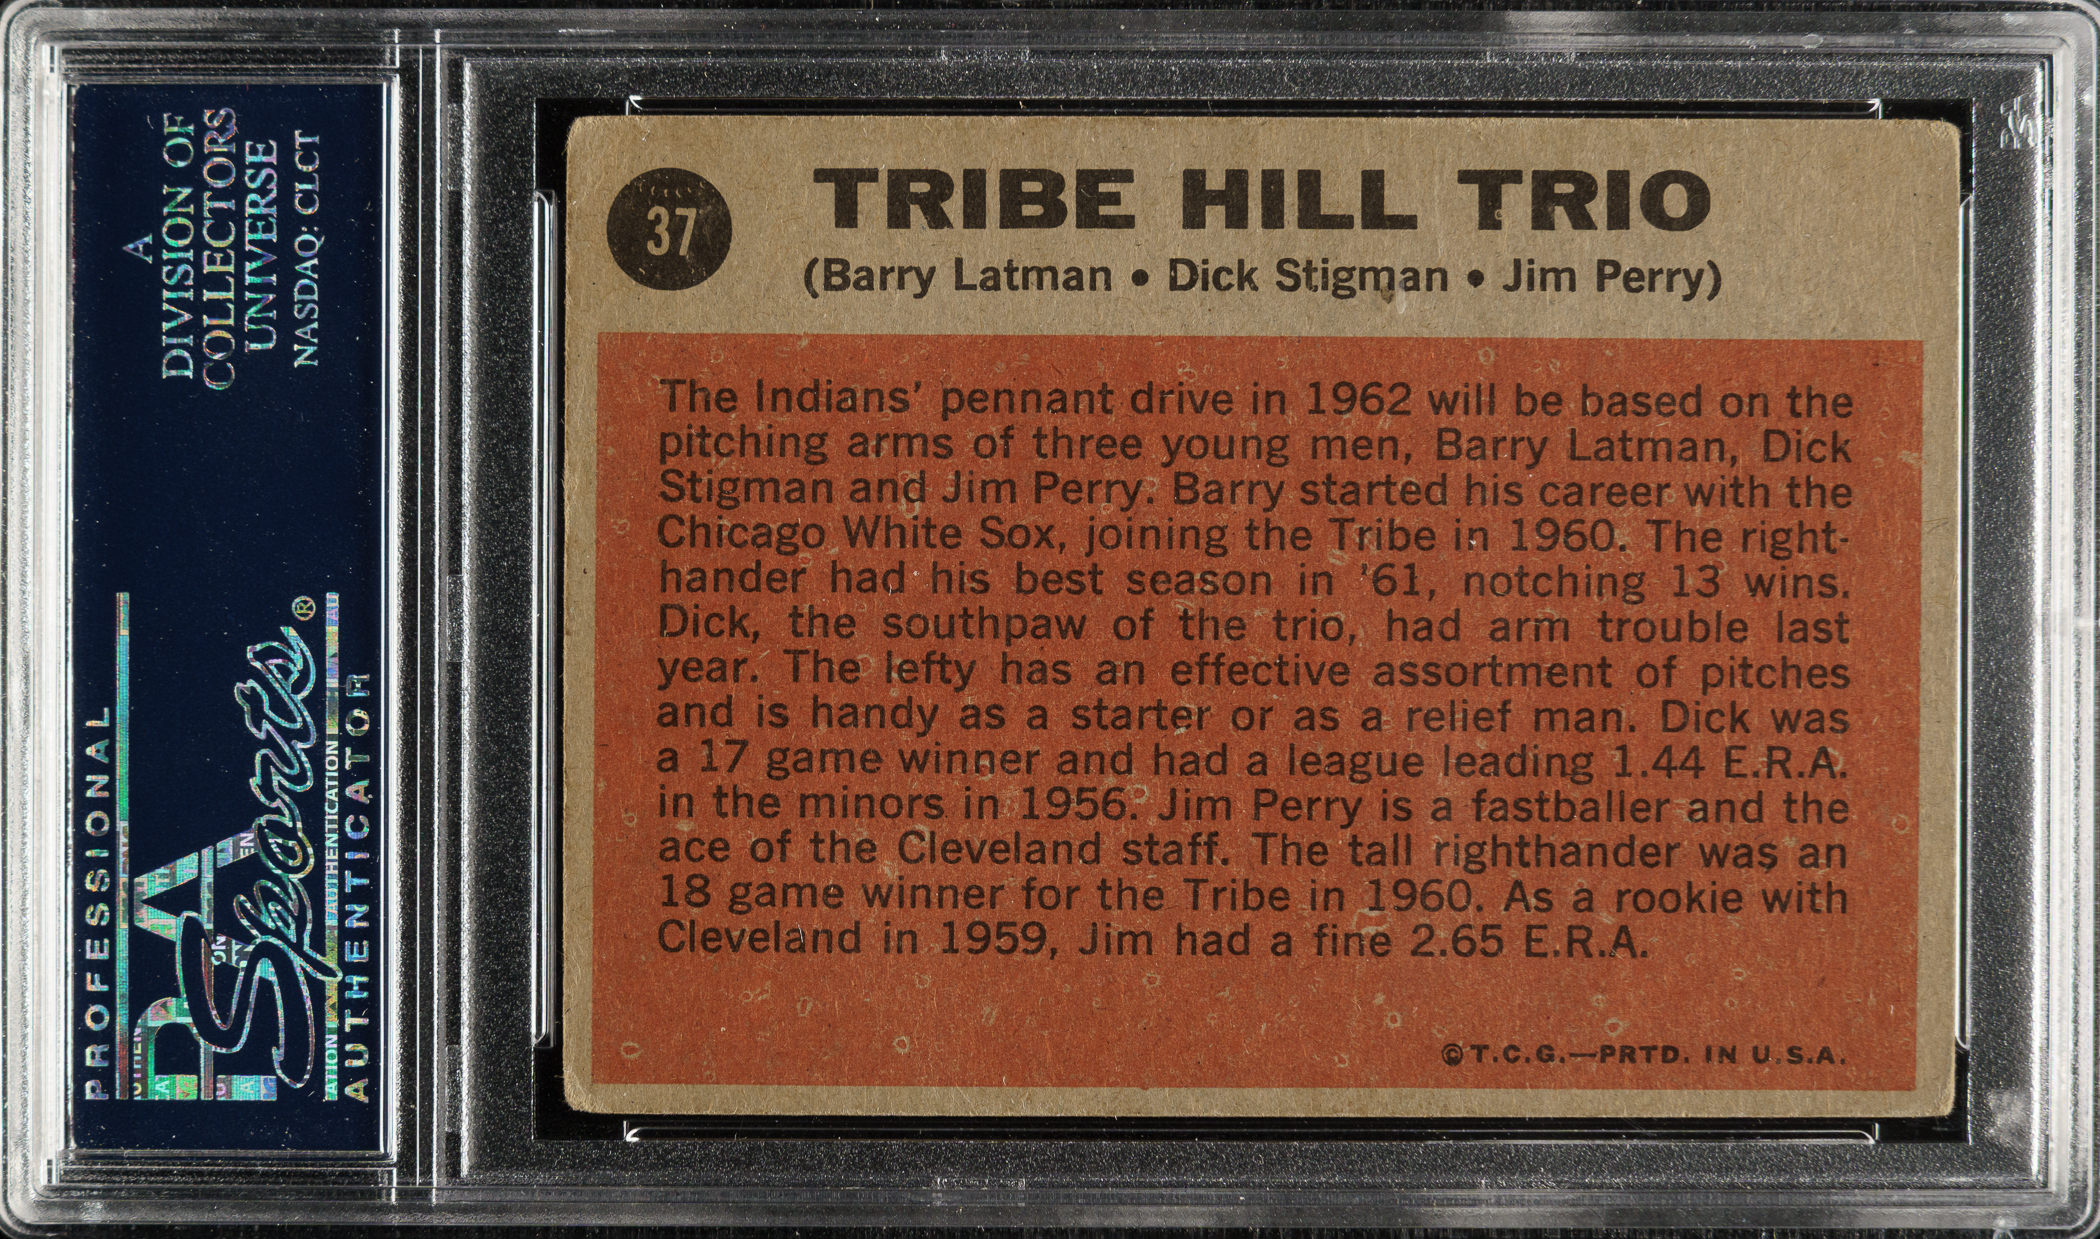 A
DIVISION OF
COLLECTORS
UNIVERSE
NASDAQ: CLCT
PROFESSIONAL
PSA
Sports®
AUTHENTICATOR
37
TRIBE HILL TRIO
(Barry Latman • Dick Stigman • Jim Perry)
The Indians' pennant drive in 1962 will be based on the
pitching arms of three young men, Barry Latman, Dick
Stigman and Jim Perry. Barry started his career with the
Chicago White Sox, joining the Tribe in 1960. The right-
hander had his best season in '61, notching 13 wins.
Dick, the southpaw of the trio, had arm trouble last
year. The lefty has an effective assortment of pitches
and is handy as a starter or as a relief man. Dick was
a 17 game winner and had a league leading 1.44 E.R.A.
in the minors in 1956. Jim Perry is a fastballer and the
ace of the Cleveland staff. The tall righthander was an
18 game winner for the Tribe in 1960. As a rookie with
Cleveland in 1959, Jim had a fine 2.65 E.R.A.
©T.C.G.—PRTD. IN U.S.A.